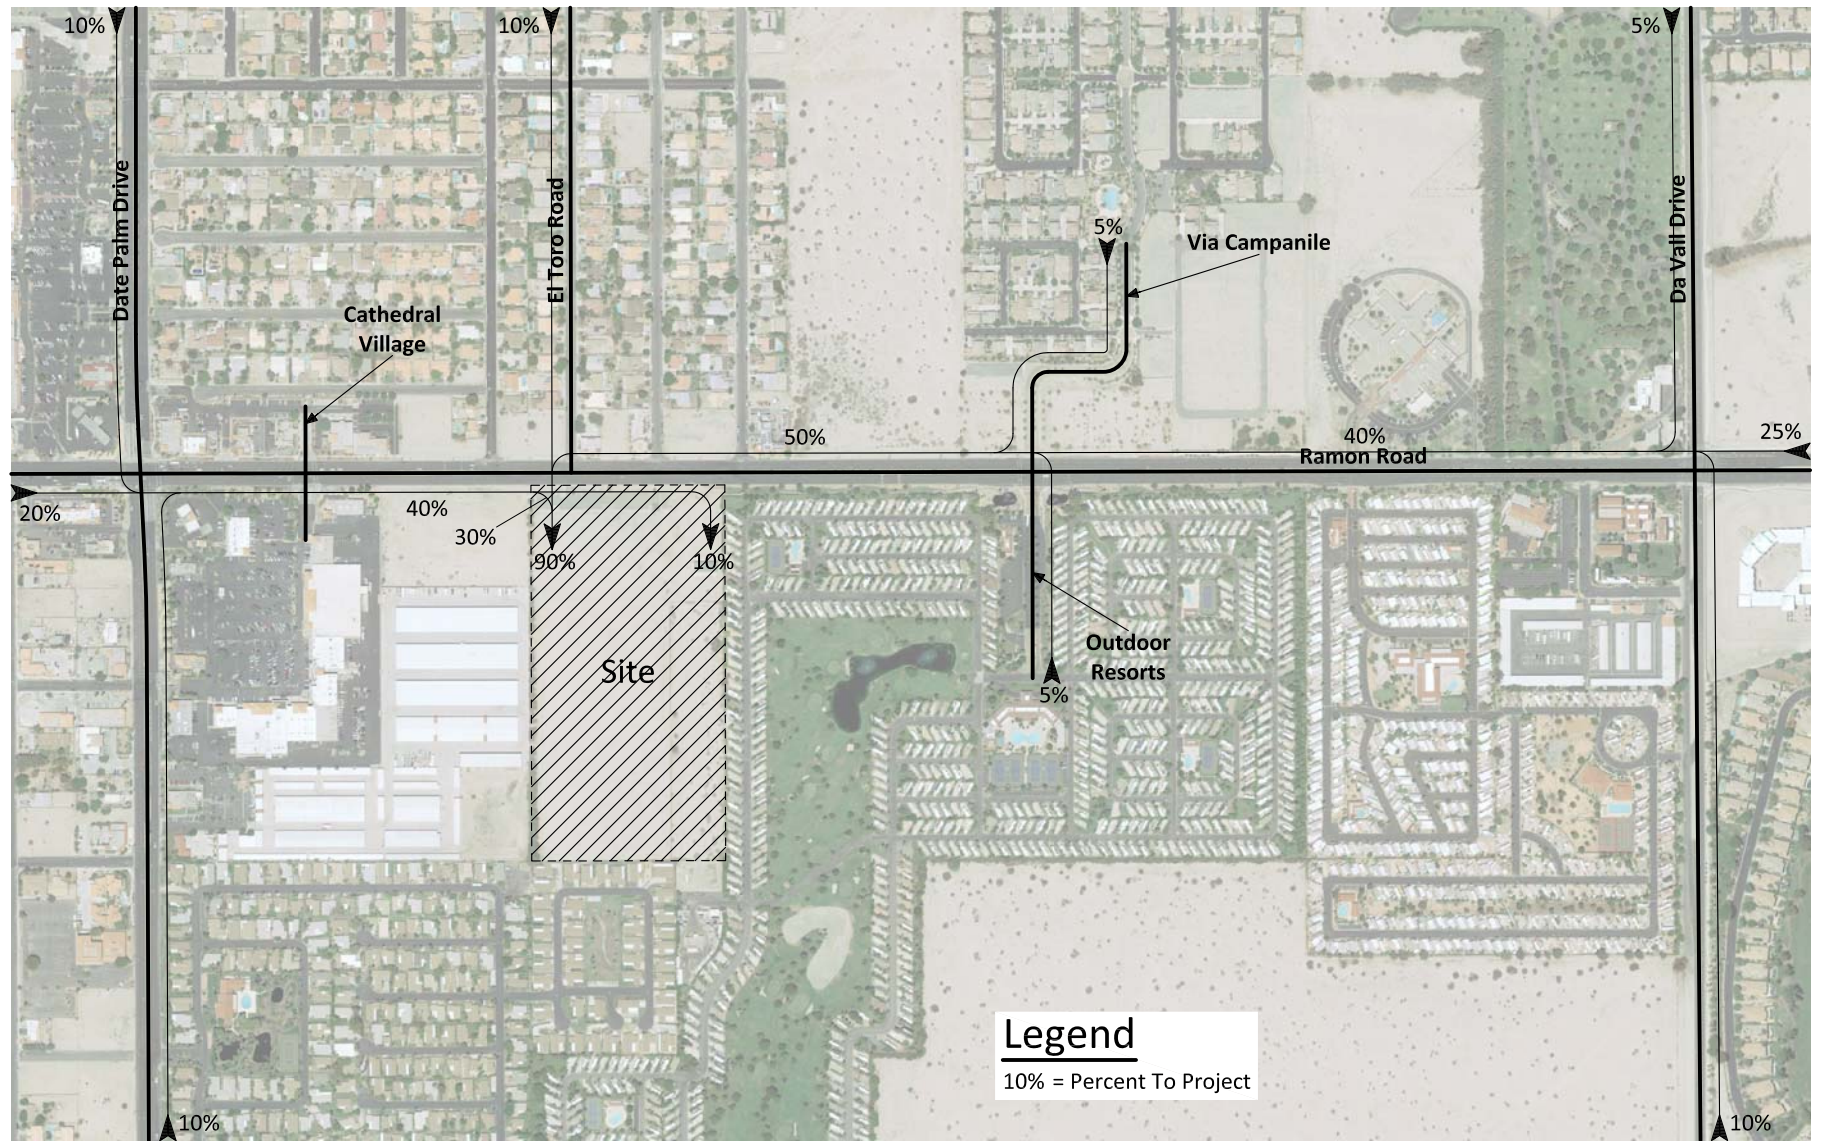 10%
10%
5%
Date Palm Drive
El Toro Road
Da Vall Drive
5%
Via Campanile
Cathedral
Village
50%
40%
25%
Ramon Road
20%
40%
30%
90%
10%
Site
Outdoor
Resorts
5%
Legend
10% = Percent To Project
10%
10%